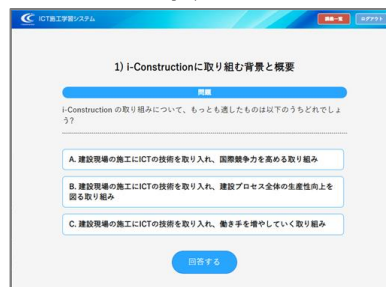 ICT施工学習システム
講義一覧
ログアウト
1) i-Constructionに取り組む背景と概要
問題
i-Construction の取り組みについて、もっとも適したものは以下のうちどれでしょ
う?
A. 建設現場の施工にICTの技術を取り入れ、国際競争力を高める取り組み
B. 建設現場の施工にICTの技術を取り入れ、建設プロセス全体の生産性向上を
図る取り組み
C. 建設現場の施工にICTの技術を取り入れ、働き手を増やしていく取り組み
回答する